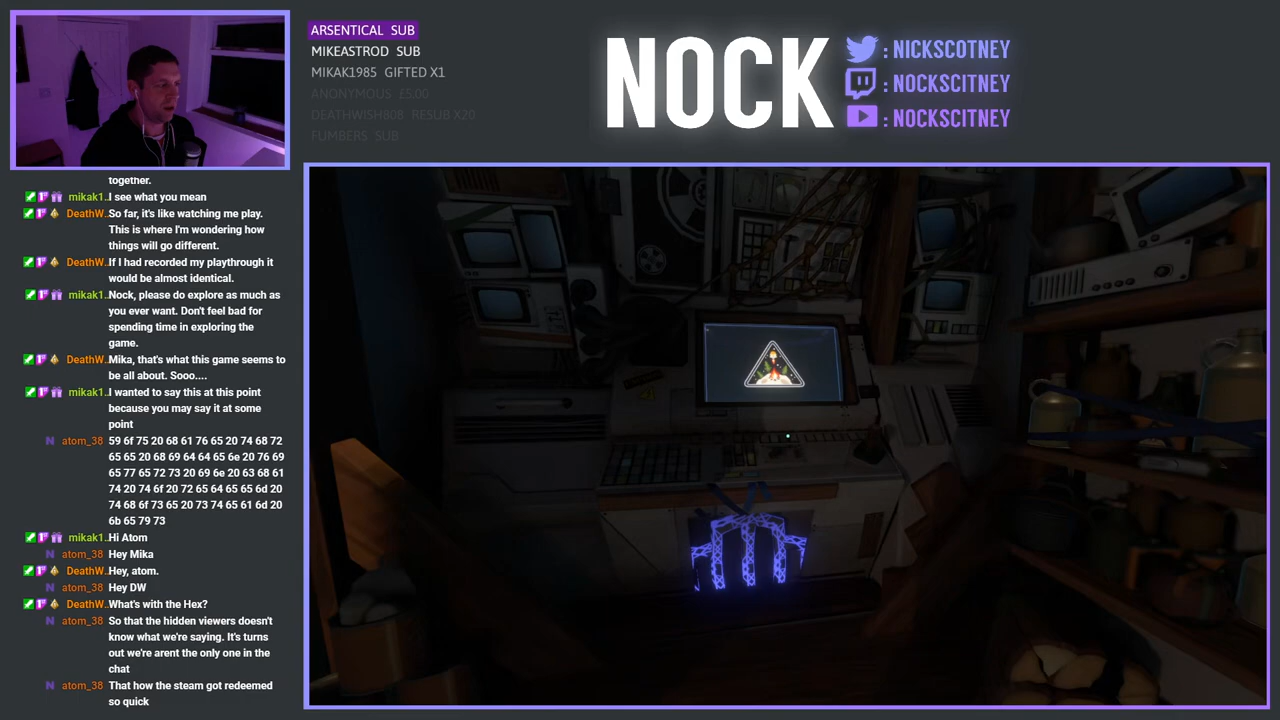 ARSENTICAL SUB
MIKEASTROD SUB
MIKAK1985 GIFTED X1
ANONYMOUS £5.00
DEATHWISH808 RESUB X20
FUMBERS SUB
NOCK
: NICKSCOTNEY
: NOCKSCITNEY
: NOCKSCITNEY
together.
mikak1.. I see what you mean
DeathW.. So far, it's like watching me play.
This is where I'm wondering how
things will go different.
DeathW.. If I had recorded my playthrough it
would be almost identical.
mikak1.. Nock, please do explore as much as
you ever want. Don't feel bad for
spending time in exploring the
game.
DeathW.. Mika, that's what this game seems to
be all about. Sooo....
mikak1.. I wanted to say this at this point
because you may say it at some
point
atom_38 59 6f 75 20 68 61 76 65 20 74 68 72
65 65 20 68 69 64 64 65 6e 20 76 69
65 77 65 72 73 20 69 6e 20 63 68 61
74 20 74 6f 20 72 65 64 65 65 6d 20
74 68 6f 73 65 20 73 74 65 61 6d 20
6b 65 79 73
mikak1.. Hi Atom
atom_38 Hey Mika
DeathW.. Hey, atom.
atom_38 Hey DW
DeathW.. What's with the Hex?
atom_38 So that the hidden viewers doesn't
know what we're saying. It's turns
out we're arent the only one in the
chat
atom_38 That how the steam got redeemed
so quick